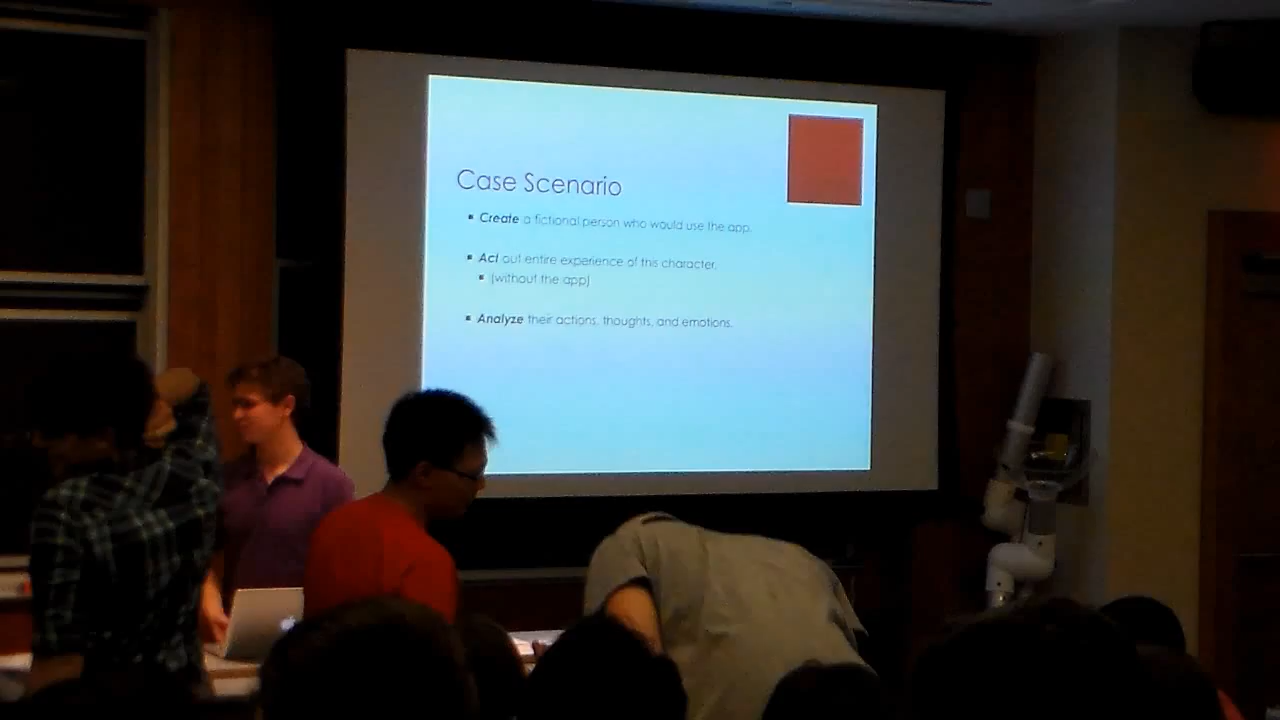 Case Scenario
Create a fictional person who would use the app.
Act out entire experience of this character.
(without the app)
Analyze their actions, thoughts, and emotions.